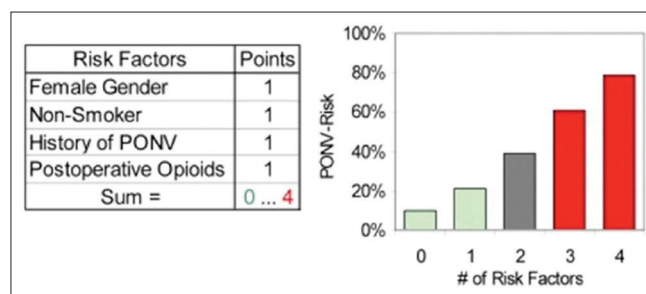 Risk Factors Points
Female Gender 1
Non-Smoker 1
History of PONV 1
Postoperative Opioids 1
Sum = 0 ... 4
100%
80%
60%
40%
20%
0%
PONV-Risk
0 1 2 3 4
# of Risk Factors